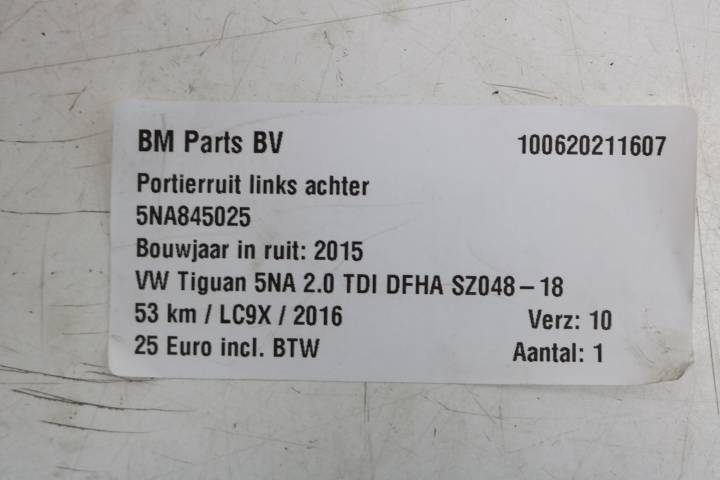 BM Parts BV 100620211607
Portierruit links achter
5NA845025
Bouwjaar in ruit: 2015
VW Tiguan 5NA 2.0 TDI DFHA SZ048-18
53 km / LC9X / 2016 Verz: 10
25 Euro incl. BTW Aantal: 1